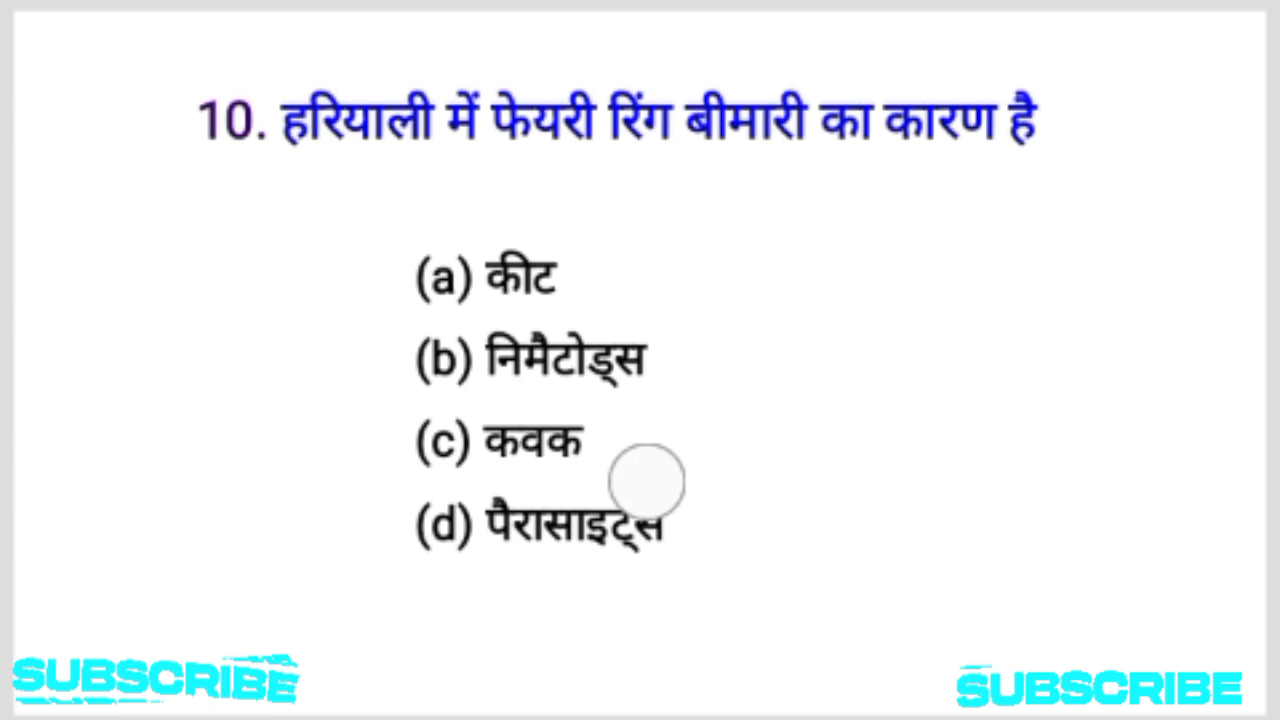 10. हरियाली में फेयरी रिंग बीमारी का कारण है
(a) कीट
(b) निमैटोड्स
(c) कवक
(d) पैरासाइट्स
SUBSCRIBE SUBSCRIBE